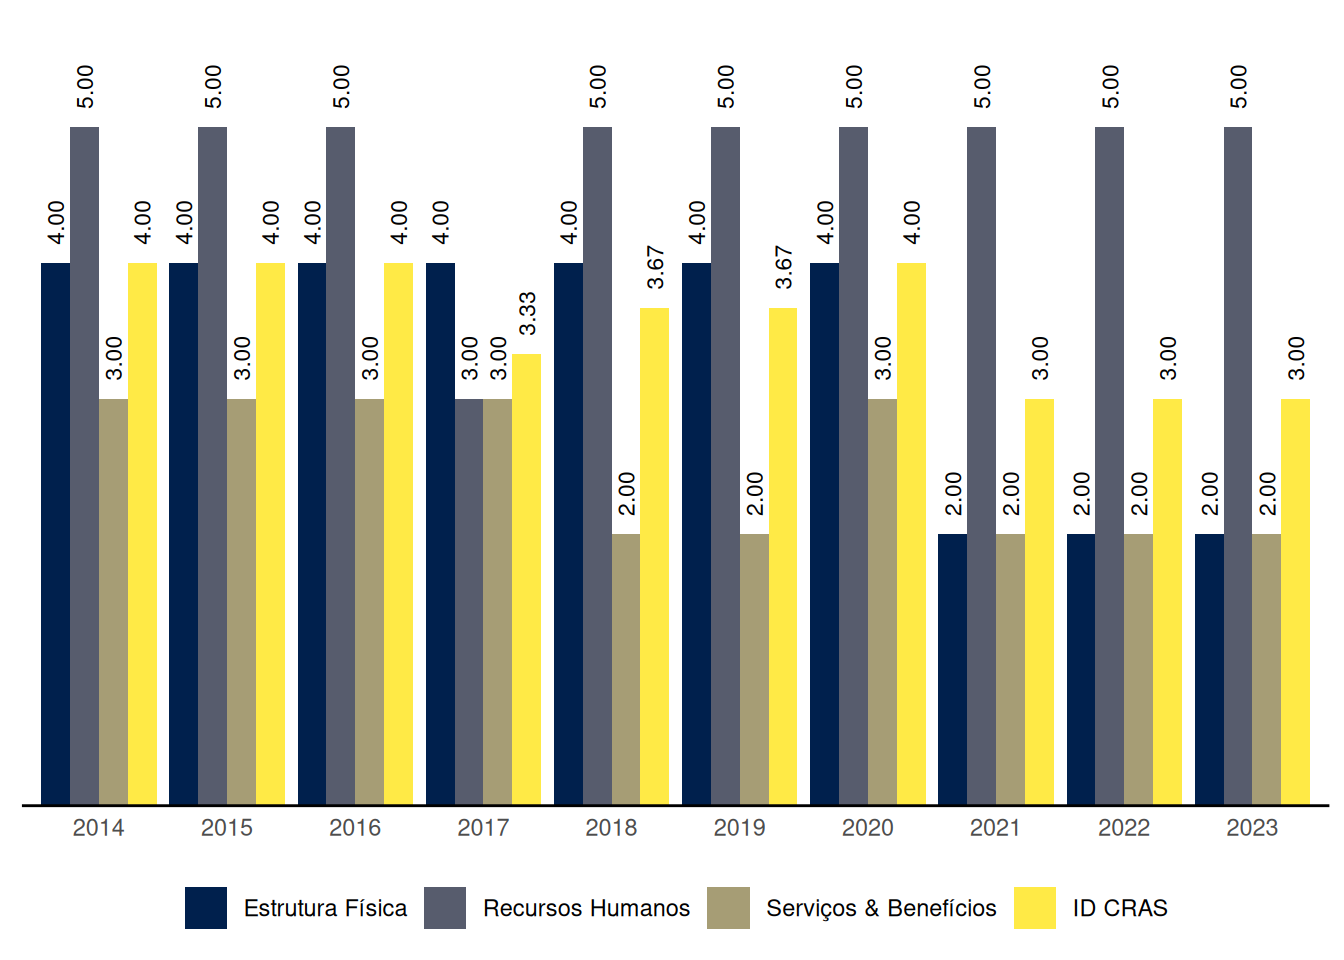 5.00 5.00 5.00 5.00 5.00 5.00 5.00 5.00 5.00
4.00 4.00 4.00 4.00 4.00 4.00 4.00 4.00 4.00 4.00 4.00
3.67 3.67
3.33
3.00 3.00 3.00 3.00 3.00 3.00 3.00 3.00 3.00
2.00 2.00 2.00 2.00 2.00 2.00 2.00 2.00
2014 2015 2016 2017 2018 2019 2020 2021 2022 2023
Estrutura Física Recursos Humanos Serviços & Benefícios ID CRAS